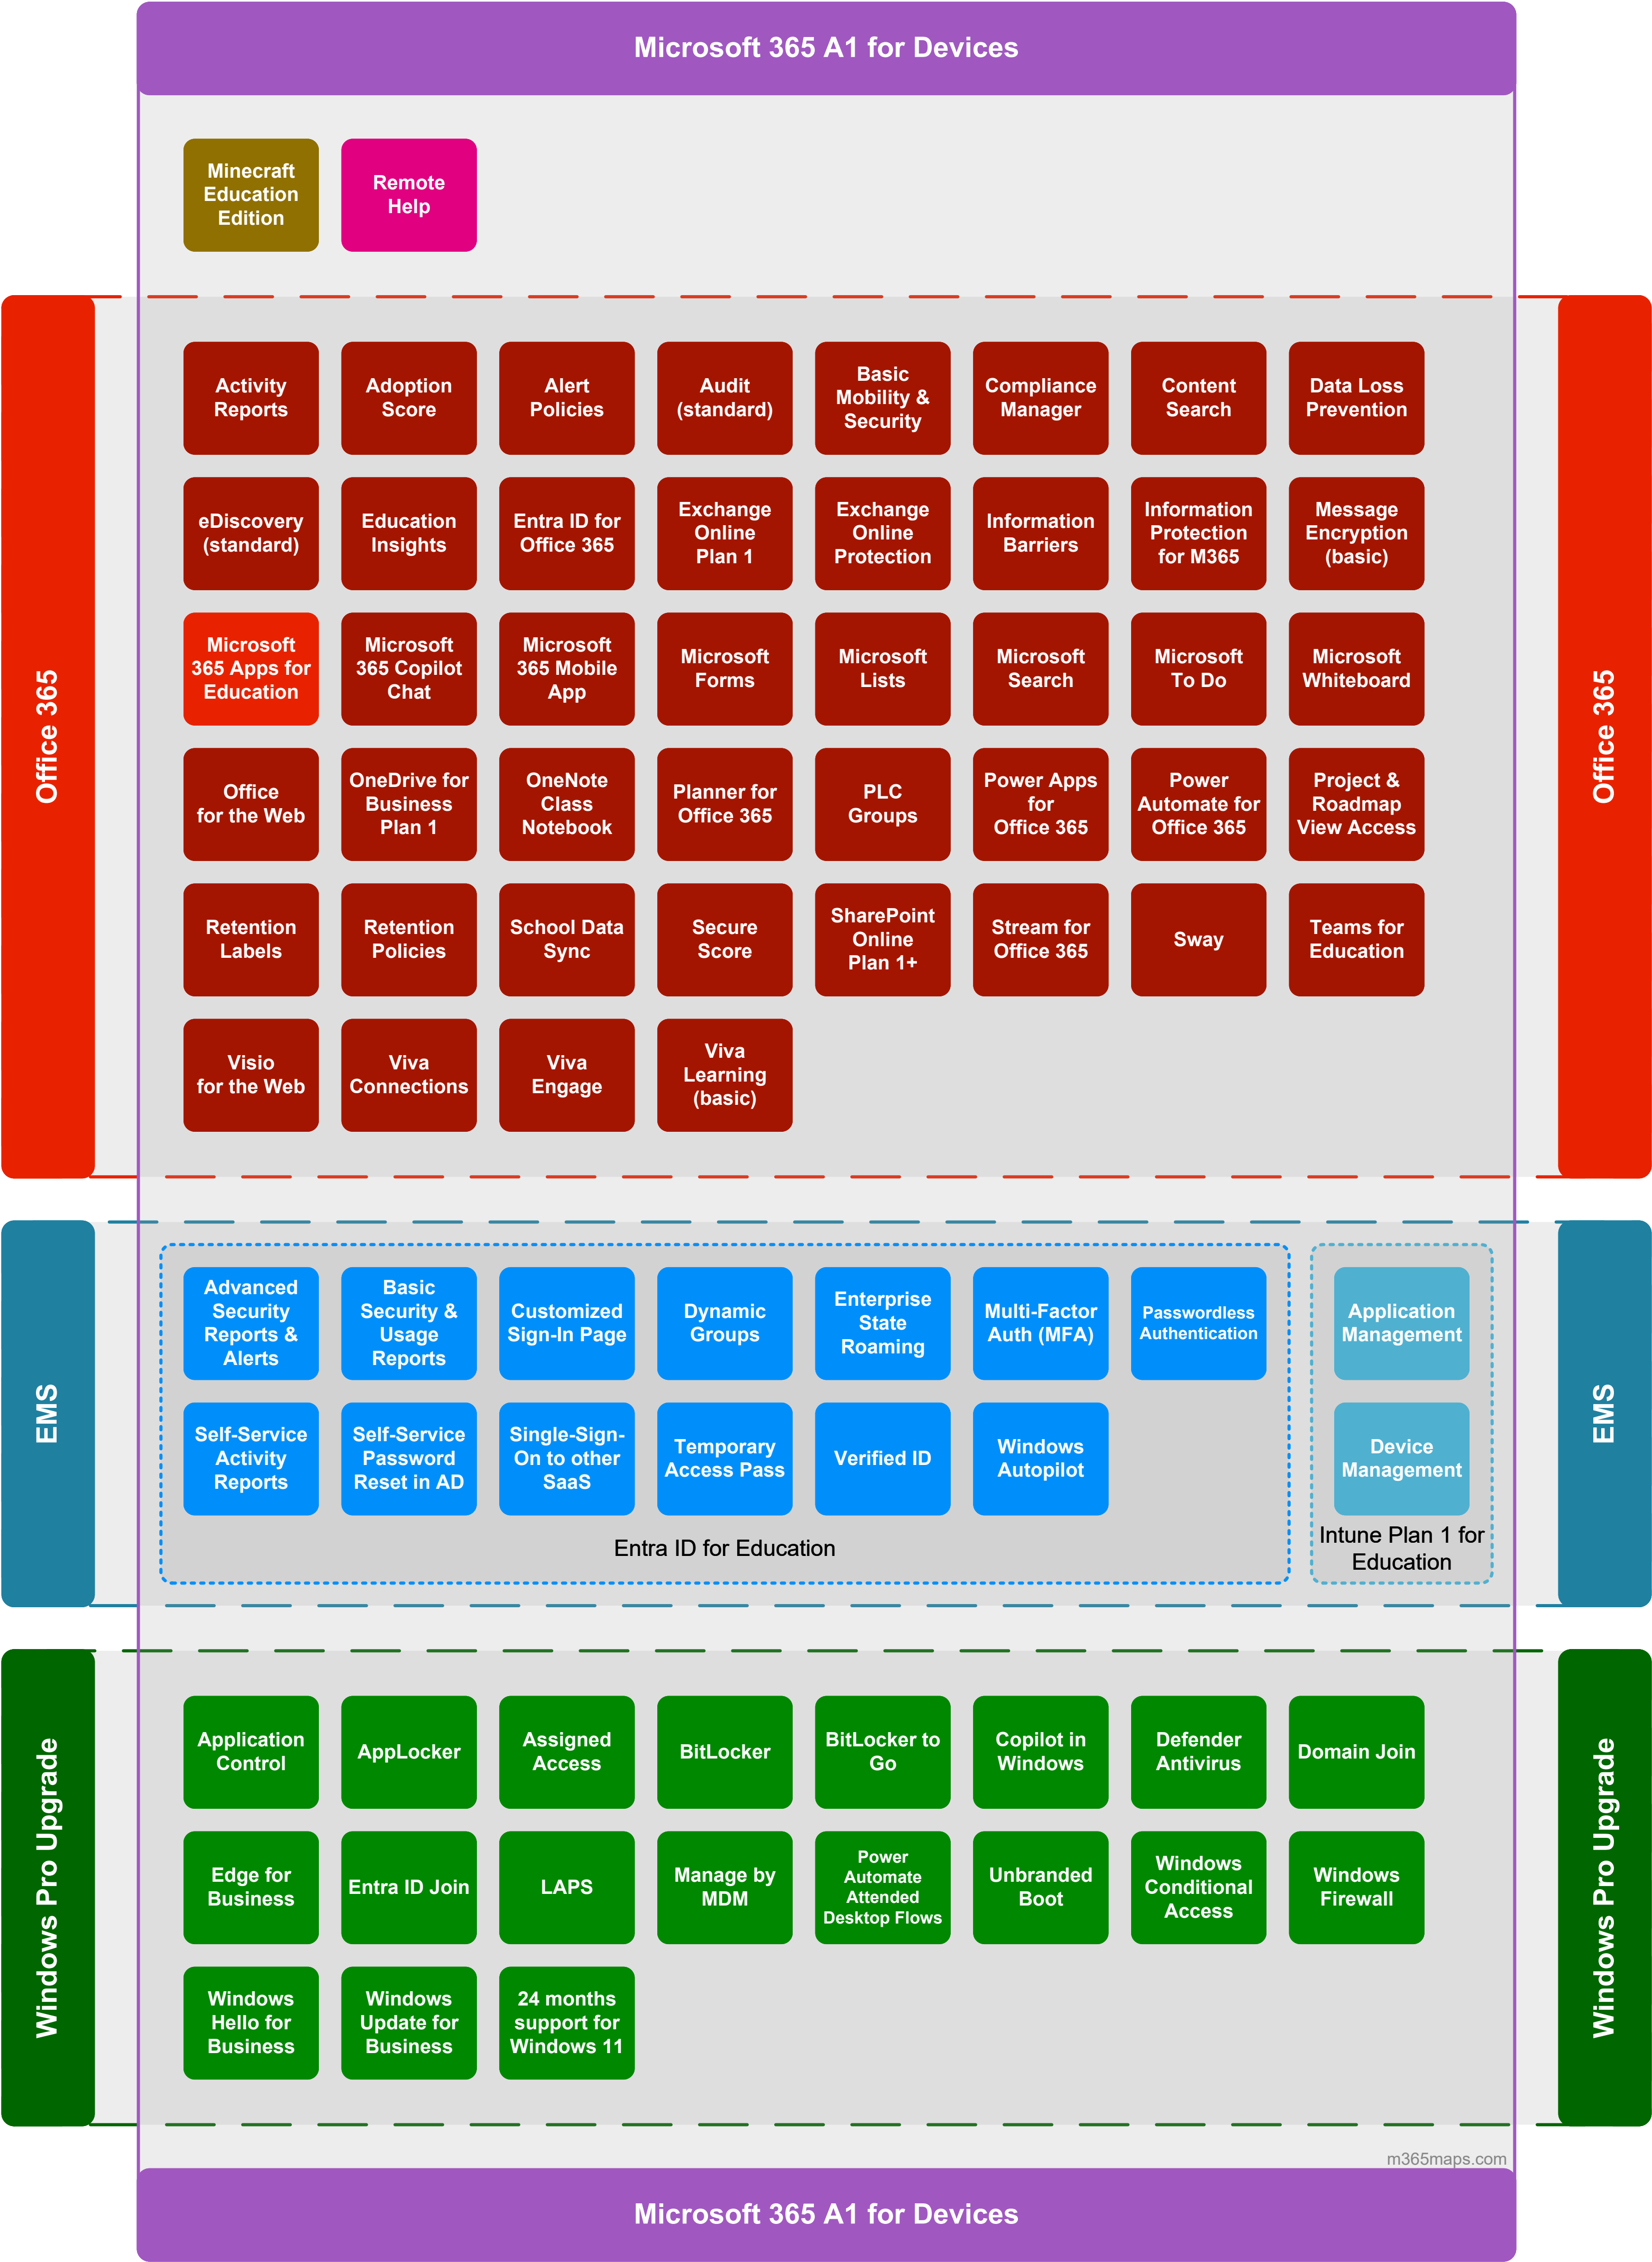 Microsoft 365 A1 for Devices
Minecraft
Education
Edition
Remote
Help
Office 365
Office 365
Activity
Reports
Adoption
Score
Alert
Policies
Audit
(standard)
Basic
Mobility &
Security
Compliance
Manager
Content
Search
Data Loss
Prevention
eDiscovery
(standard)
Education
Insights
Entra ID for
Office 365
Exchange
Online
Plan 1
Exchange
Online
Protection
Information
Barriers
Information
Protection
for M365
Message
Encryption
(basic)
Microsoft
365 Apps for
Education
Microsoft
365 Copilot
Chat
Microsoft
365 Mobile
App
Microsoft
Forms
Microsoft
Lists
Microsoft
Search
Microsoft
To Do
Microsoft
Whiteboard
Office
for the Web
OneDrive for
Business
Plan 1
OneNote
Class
Notebook
Planner for
Office 365
PLC
Groups
Power Apps
for
Office 365
Power
Automate for
Office 365
Project &
Roadmap
View Access
Retention
Labels
Retention
Policies
School Data
Sync
Secure
Score
SharePoint
Online
Plan 1+
Stream for
Office 365
Sway
Teams for
Education
Visio
for the Web
Viva
Connections
Viva
Engage
Viva
Learning
(basic)
EMS
EMS
Advanced
Security
Reports &
Alerts
Basic
Security &
Usage
Reports
Customized
Sign-In Page
Dynamic
Groups
Enterprise
State
Roaming
Multi-Factor
Auth (MFA)
Passwordless
Authentication
Application
Management
Self-Service
Activity
Reports
Self-Service
Password
Reset in AD
Single-Sign-
On to other
SaaS
Temporary
Access Pass
Verified ID
Windows
Autopilot
Device
Management
Entra ID for Education
Intune Plan 1 for
Education
Windows Pro Upgrade
Windows Pro Upgrade
Application
Control
AppLocker
Assigned
Access
BitLocker
BitLocker to
Go
Copilot in
Windows
Defender
Antivirus
Domain Join
Edge for
Business
Entra ID Join
LAPS
Manage by
MDM
Power
Automate
Attended
Desktop Flows
Unbranded
Boot
Windows
Conditional
Access
Windows
Firewall
Windows
Hello for
Business
Windows
Update for
Business
24 months
support for
Windows 11
m365maps.com
Microsoft 365 A1 for Devices